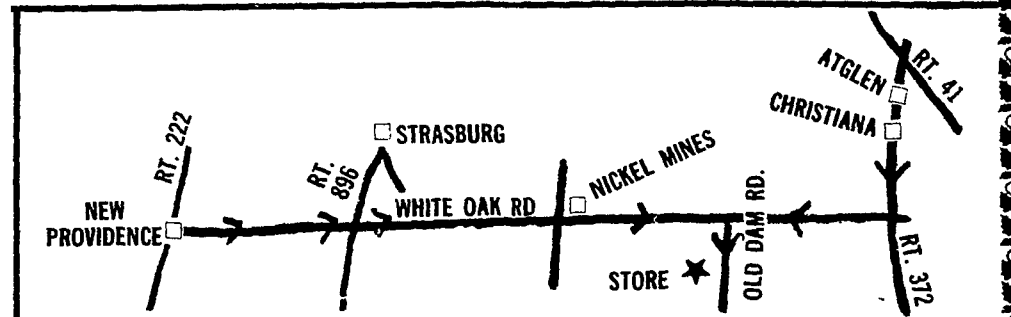 RT. 222
NEW
PROVIDENCE
RT.
896
STRASBURG
WHITE OAK RD
NICKEL MINES
STORE
OLD DAM RD.
ATGLEN
CHRISTIANA
RT. 41
RT. 372